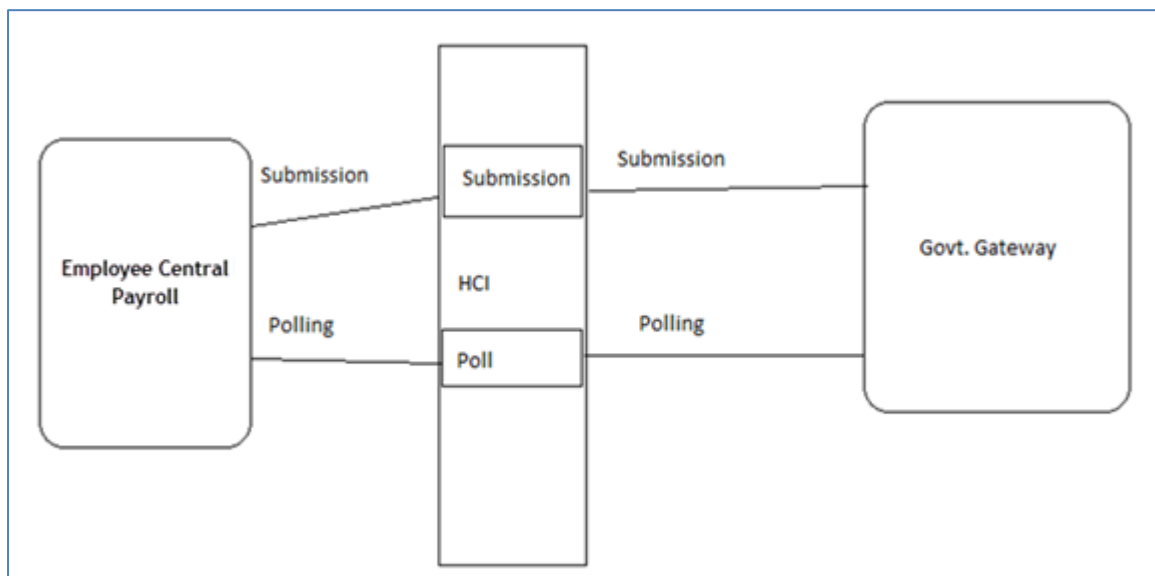 Submission
Submission
Submission
Employee Central
Payroll
HCI
Govt. Gateway
Polling
Polling
Poll